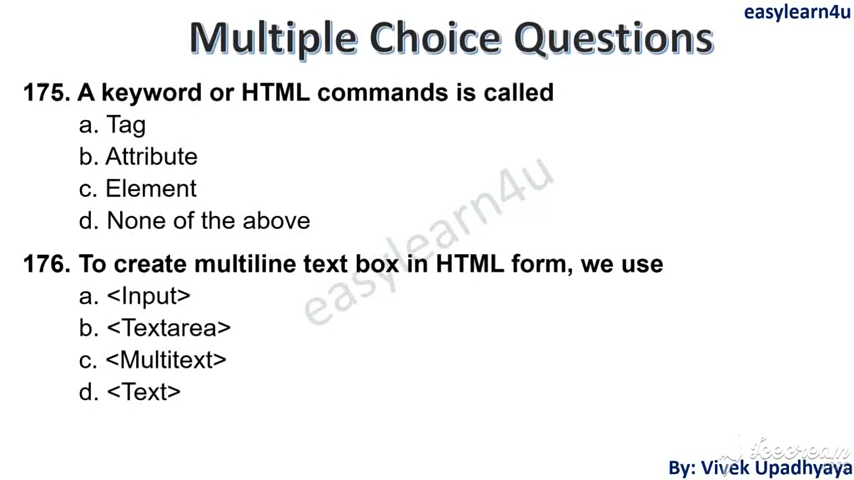 easylearn4u
Multiple Choice Questions
175. A keyword or HTML commands is called
a. Tag
b. Attribute
c. Element
d. None of the above
easylearn4u
176. To create multiline text box in HTML form, we use
a. <Input>
b. <Textarea>
c. <Multitext>
d. <Text>
Icecream
By: Vivek Upadhyaya